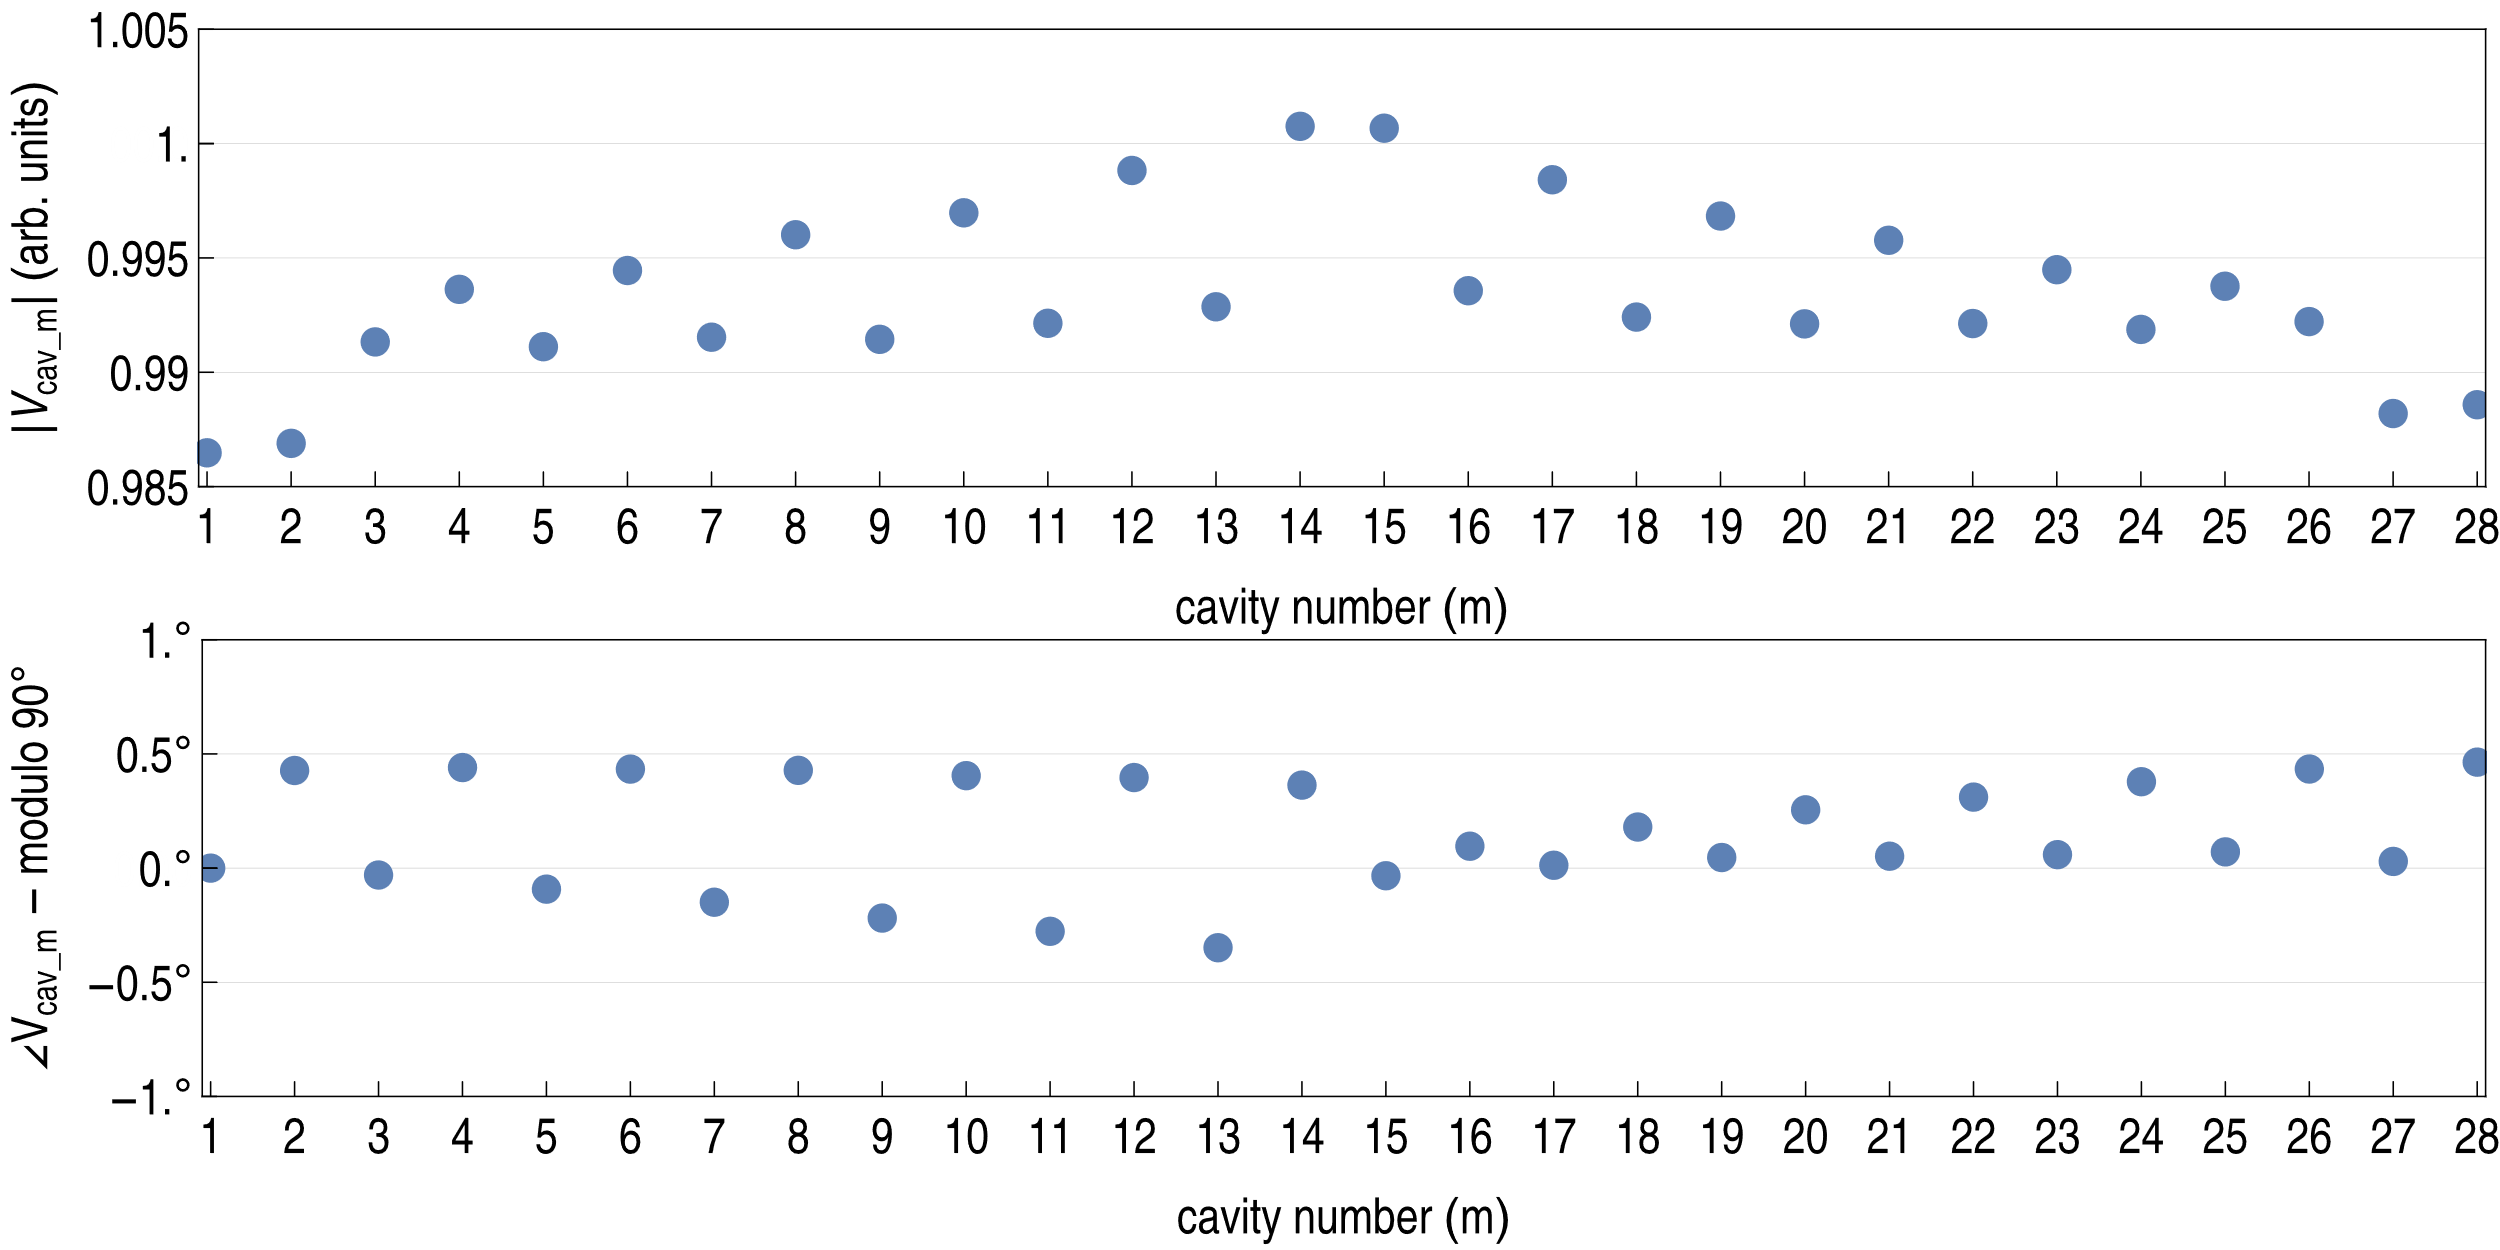 |V_cav_m| (arb. units)
1.005
1.
0.995
0.99
0.985
1 2 3 4 5 6 7 8 9 10 11 12 13 14 15 16 17 18 19 20 21 22 23 24 25 26 27 28
cavity number (m)
∠V_cav_m − modulo 90°
1.°
0.5°
0.°
−0.5°
−1.°
1 2 3 4 5 6 7 8 9 10 11 12 13 14 15 16 17 18 19 20 21 22 23 24 25 26 27 28
cavity number (m)